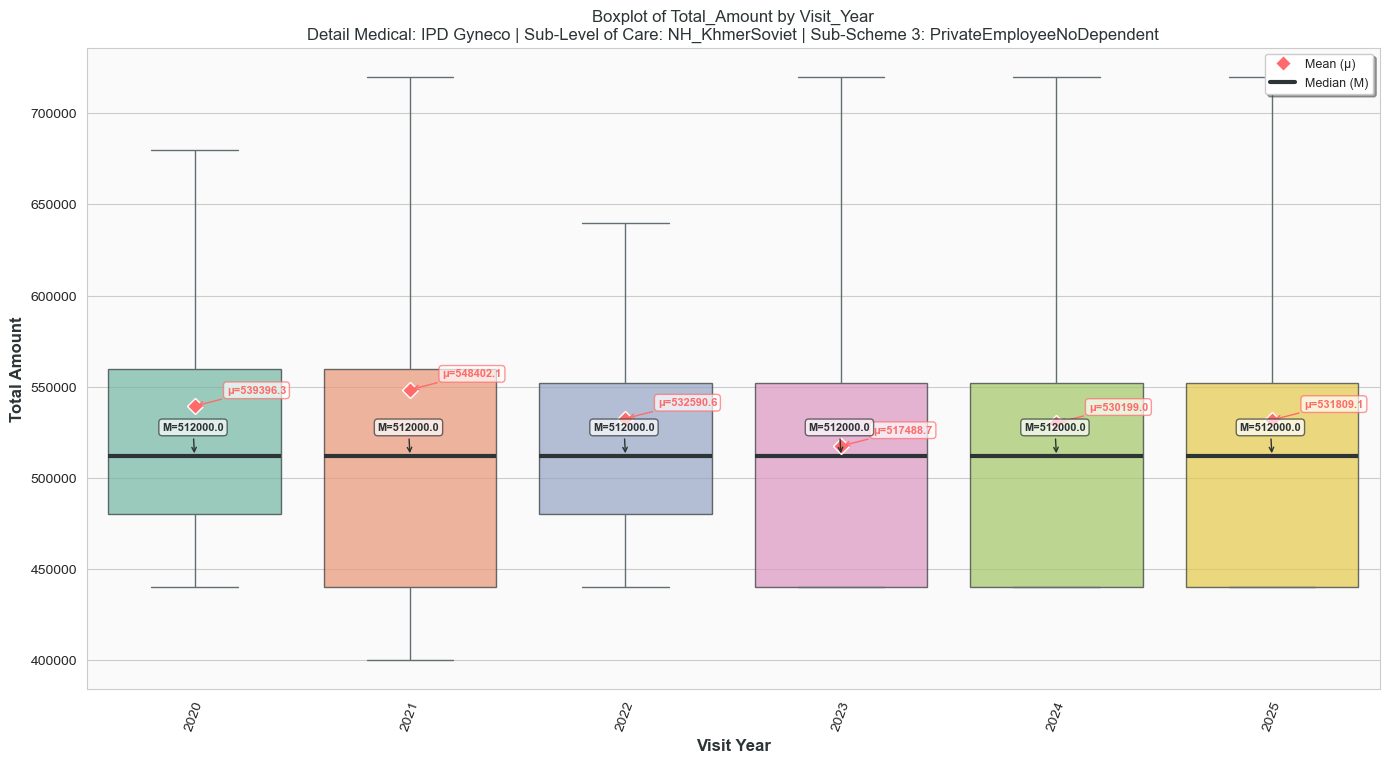 Boxplot of Total_Amount by Visit_Year
Detail Medical: IPD Gyneco | Sub-Level of Care: NH_KhmerSoviet | Sub-Scheme 3: PrivateEmployeeNoDependent
Mean (μ)
Median (M)
Total Amount
700000
650000
600000
550000
500000
450000
400000
μ=539396.3
M=512000.0
μ=548402.1
M=512000.0
μ=532590.6
M=512000.0
μ=517488.7
M=512000.0
μ=530199.0
M=512000.0
μ=531809.1
M=512000.0
2020
2021
2022
2023
2024
2025
Visit Year